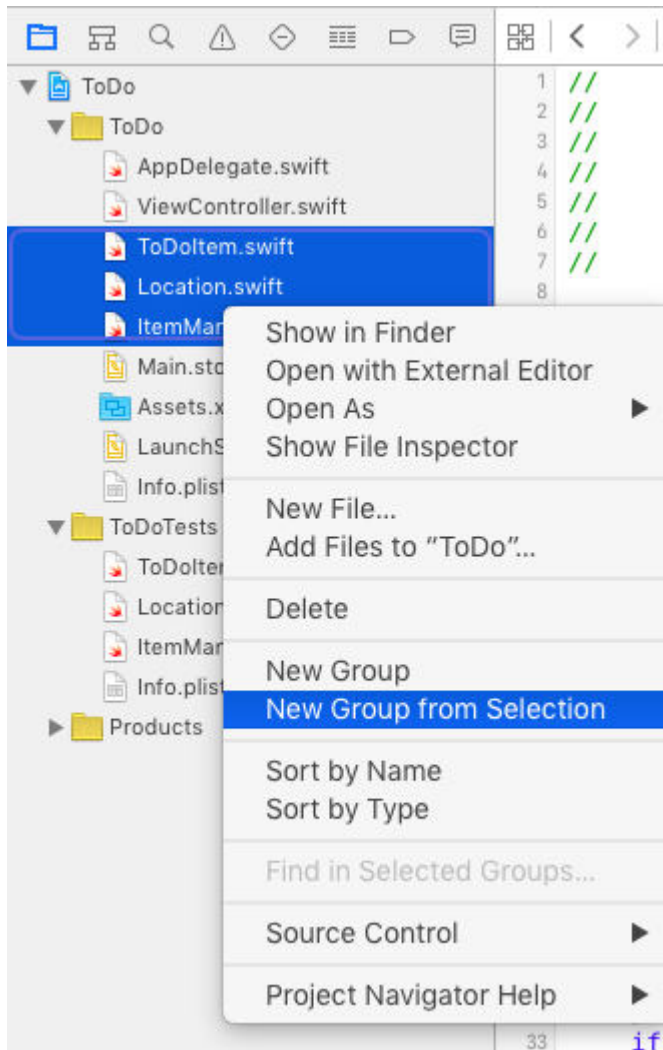 ToDo
ToDo
AppDelegate.swift
ViewController.swift
ToDoItem.swift
Location.swift
ItemMar
Main.sto
Assets.x
LaunchS
Info.plist
ToDoTests
ToDoIter
Location
ItemMar
Info.plist
Products
1 //
2 //
3 //
4 //
5 //
6 //
7 //
8
Show in Finder
Open with External Editor
Open As
Show File Inspector
New File...
Add Files to “ToDo”...
Delete
New Group
New Group from Selection
Sort by Name
Sort by Type
Find in Selected Groups...
Source Control
Project Navigator Help
33 if